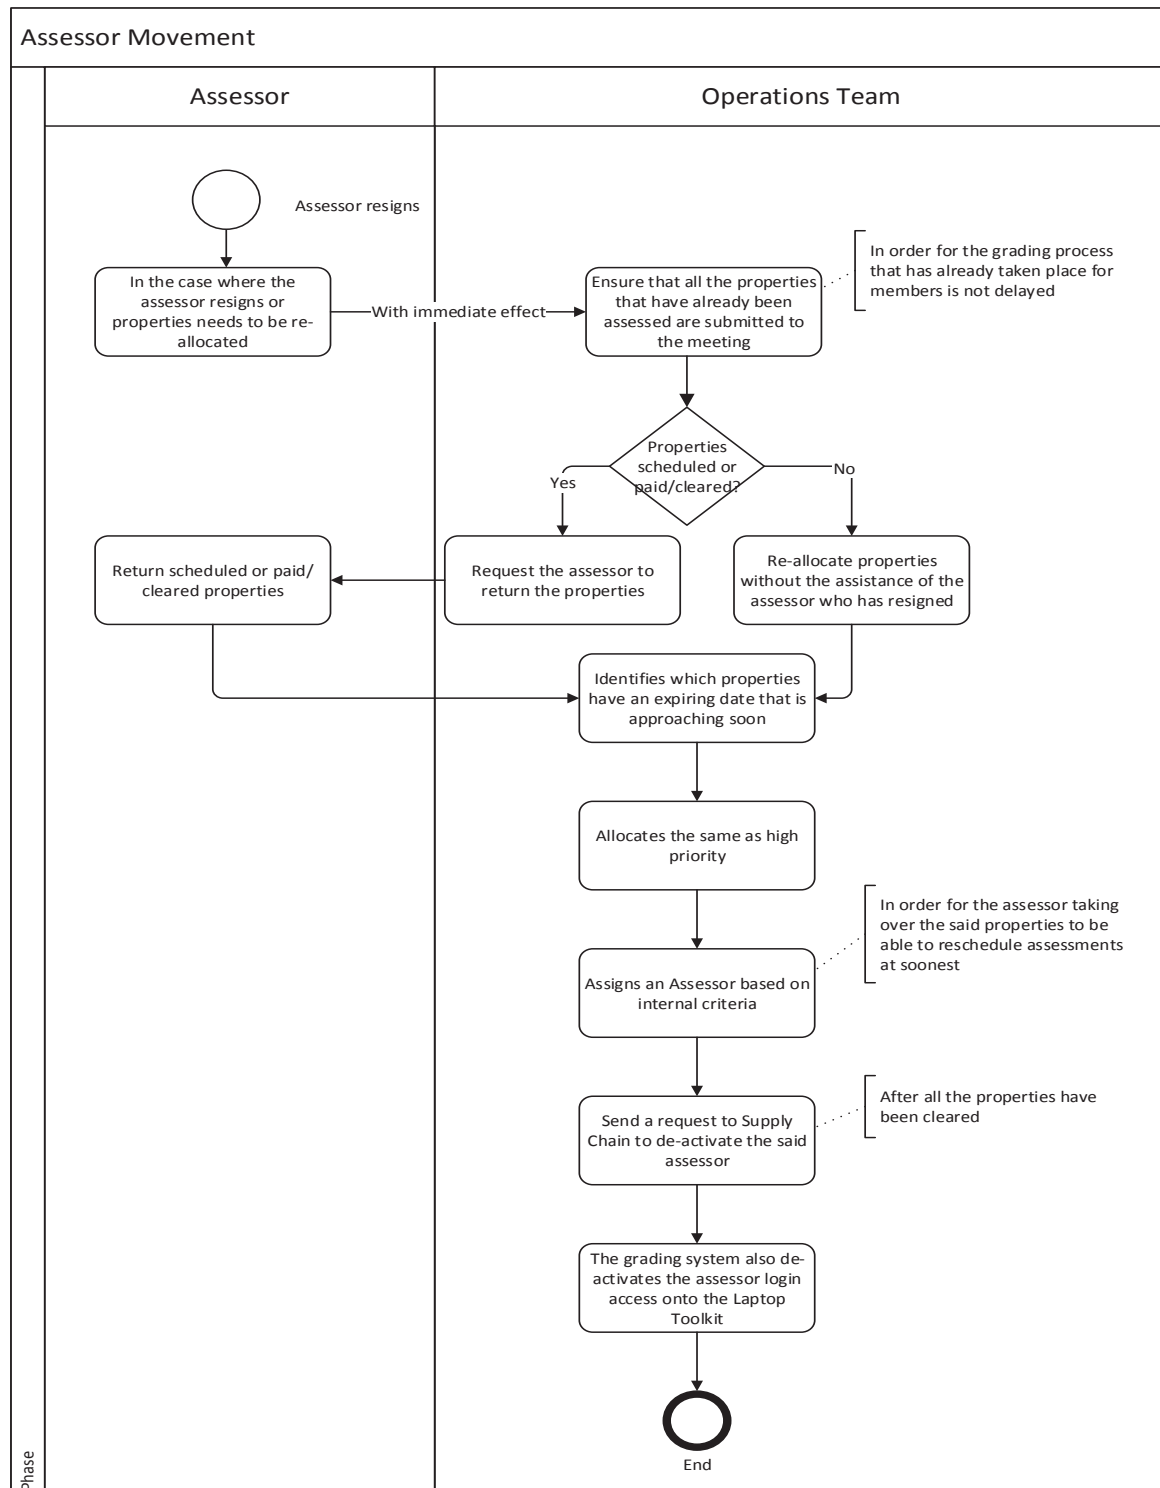 Assessor Movement
Assessor
Operations Team
Assessor resigns
In the case where the
assessor resigns or
properties needs to be re-
allocated
With immediate effect
Ensure that all the properties
that have already been
assessed are submitted to
the meeting
In order for the grading process
that has already taken place for
members is not delayed
Properties
scheduled or
paid/cleared?
Yes
No
Return scheduled or paid/
cleared properties
Request the assessor to
return the properties
Re-allocate properties
without the assistance of the
assessor who has resigned
Identifies which properties
have an expiring date that is
approaching soon
Allocates the same as high
priority
In order for the assessor taking
over the said properties to be
able to reschedule assessments
at soonest
Assigns an Assessor based on
internal criteria
After all the properties have
been cleared
Send a request to Supply
Chain to de-activate the said
assessor
The grading system also de-
activates the assessor login
access onto the Laptop
Toolkit
End
Phase